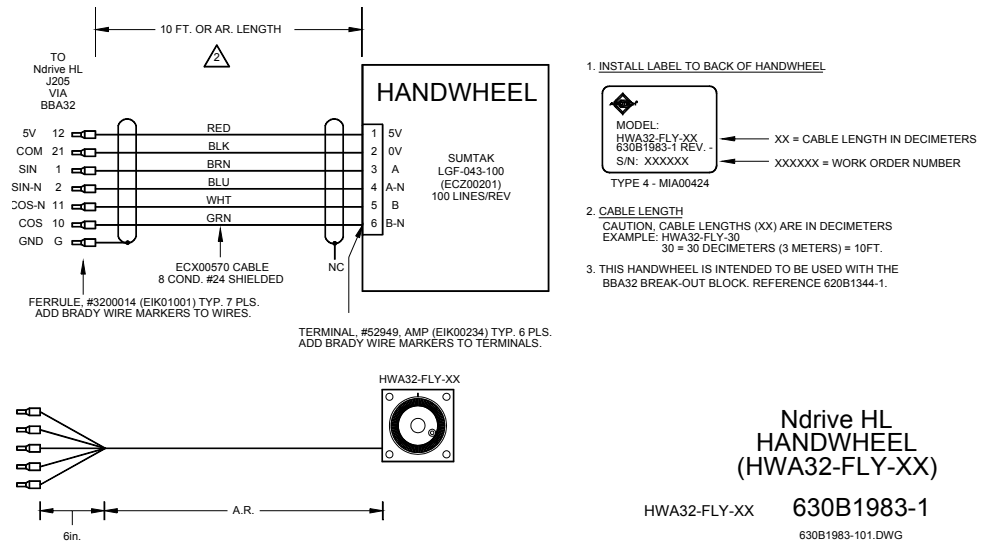 10 FT. OR AR. LENGTH
2
TO
Ndrive HL
J205
VIA
BBA32
5V 12
COM 21
SIN 1
SIN-N 2
COS-N 11
COS 10
GND G
RED
BLK
BRN
BLU
WHT
GRN
HANDWHEEL
1 5V
2 0V
3 A
4 A-N
5 B
6 B-N
SUMTAK
LGF-043-100
(ECZ00201)
100 LINES/REV
NC
ECX00570 CABLE
8 COND. #24 SHIELDED
FERRULE, #3200014 (EIK01001) TYP. 7 PLS.
ADD BRADY WIRE MARKERS TO WIRES.
TERMINAL, #52949, AMP (EIK00234) TYP. 6 PLS.
ADD BRADY WIRE MARKERS TO TERMINALS.
1. INSTALL LABEL TO BACK OF HANDWHEEL
MODEL:
HWA32-FLY-XX
630B1983-1 REV. -
S/N: XXXXXX
XX = CABLE LENGTH IN DECIMETERS
XXXXXX = WORK ORDER NUMBER
TYPE 4 - MIA00424
2. CABLE LENGTH
CAUTION, CABLE LENGTHS (XX) ARE IN DECIMETERS
EXAMPLE: HWA32-FLY-30
30 = 30 DECIMETERS (3 METERS) = 10FT.
3. THIS HANDWHEEL IS INTENDED TO BE USED WITH THE
BBA32 BREAK-OUT BLOCK. REFERENCE 620B1344-1.
HWA32-FLY-XX
A.R.
6in.
Ndrive HL
HANDWHEEL
(HWA32-FLY-XX)
HWA32-FLY-XX 630B1983-1
630B1983-101.DWG